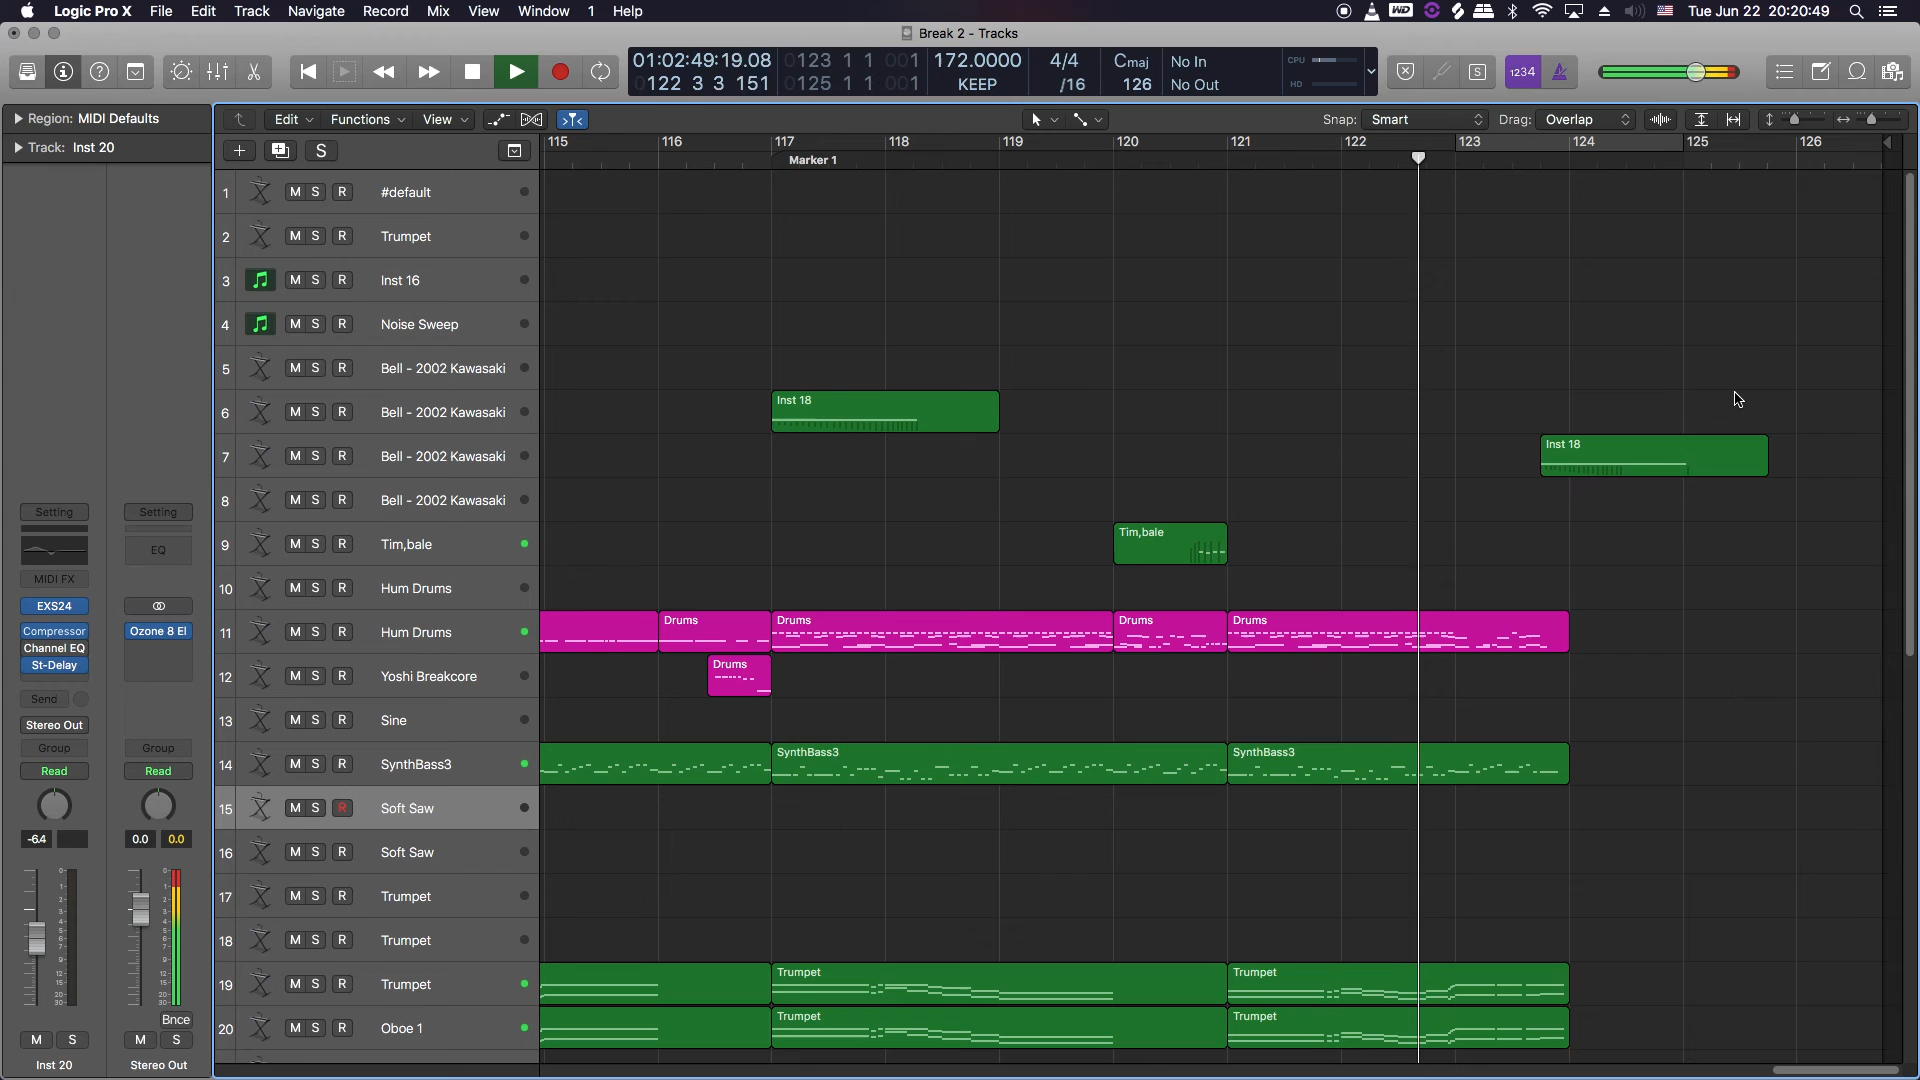 Logic Pro X File Edit Track Navigate Record Mix View Window 1 Help
WD
Tue Jun 22 20:20:49
Break 2 - Tracks
01:02:49:19.08 0123 1 1 001 172.0000 4/4 Cmaj No In CPU
0122 3 3 151 0125 1 1 001 KEEP /16 126 No Out HD
S 1234
Region: MIDI Defaults
Edit Functions View Snap: Smart Drag: Overlap
Track: Inst 20
S
115 116 117 118 119 120 121 122 123 124 125 126
Marker 1
1 M S R #default
2 M S R Trumpet
3 M S R Inst 16
4 M S R Noise Sweep
5 M S R Bell - 2002 Kawasaki
6 M S R Bell - 2002 Kawasaki
Inst 18
7 M S R Bell - 2002 Kawasaki
Inst 18
8 M S R Bell - 2002 Kawasaki
9 M S R Tim,bale
Tim,bale
10 M S R Hum Drums
11 M S R Hum Drums
Drums Drums Drums Drums
12 M S R Yoshi Breakcore
Drums
13 M S R Sine
14 M S R SynthBass3
SynthBass3 SynthBass3
15 M S R Soft Saw
16 M S R Soft Saw
17 M S R Trumpet
18 M S R Trumpet
19 M S R Trumpet
Trumpet Trumpet
20 M S R Oboe 1
Trumpet Trumpet
Setting Setting
EQ
MIDI FX
EXS24
Compressor Ozone 8 El
Channel EQ
St-Delay
Send
Stereo Out
Group Group
Read Read
-6.4 0.0 0.0
Bnce
M S M S
Inst 20 Stereo Out